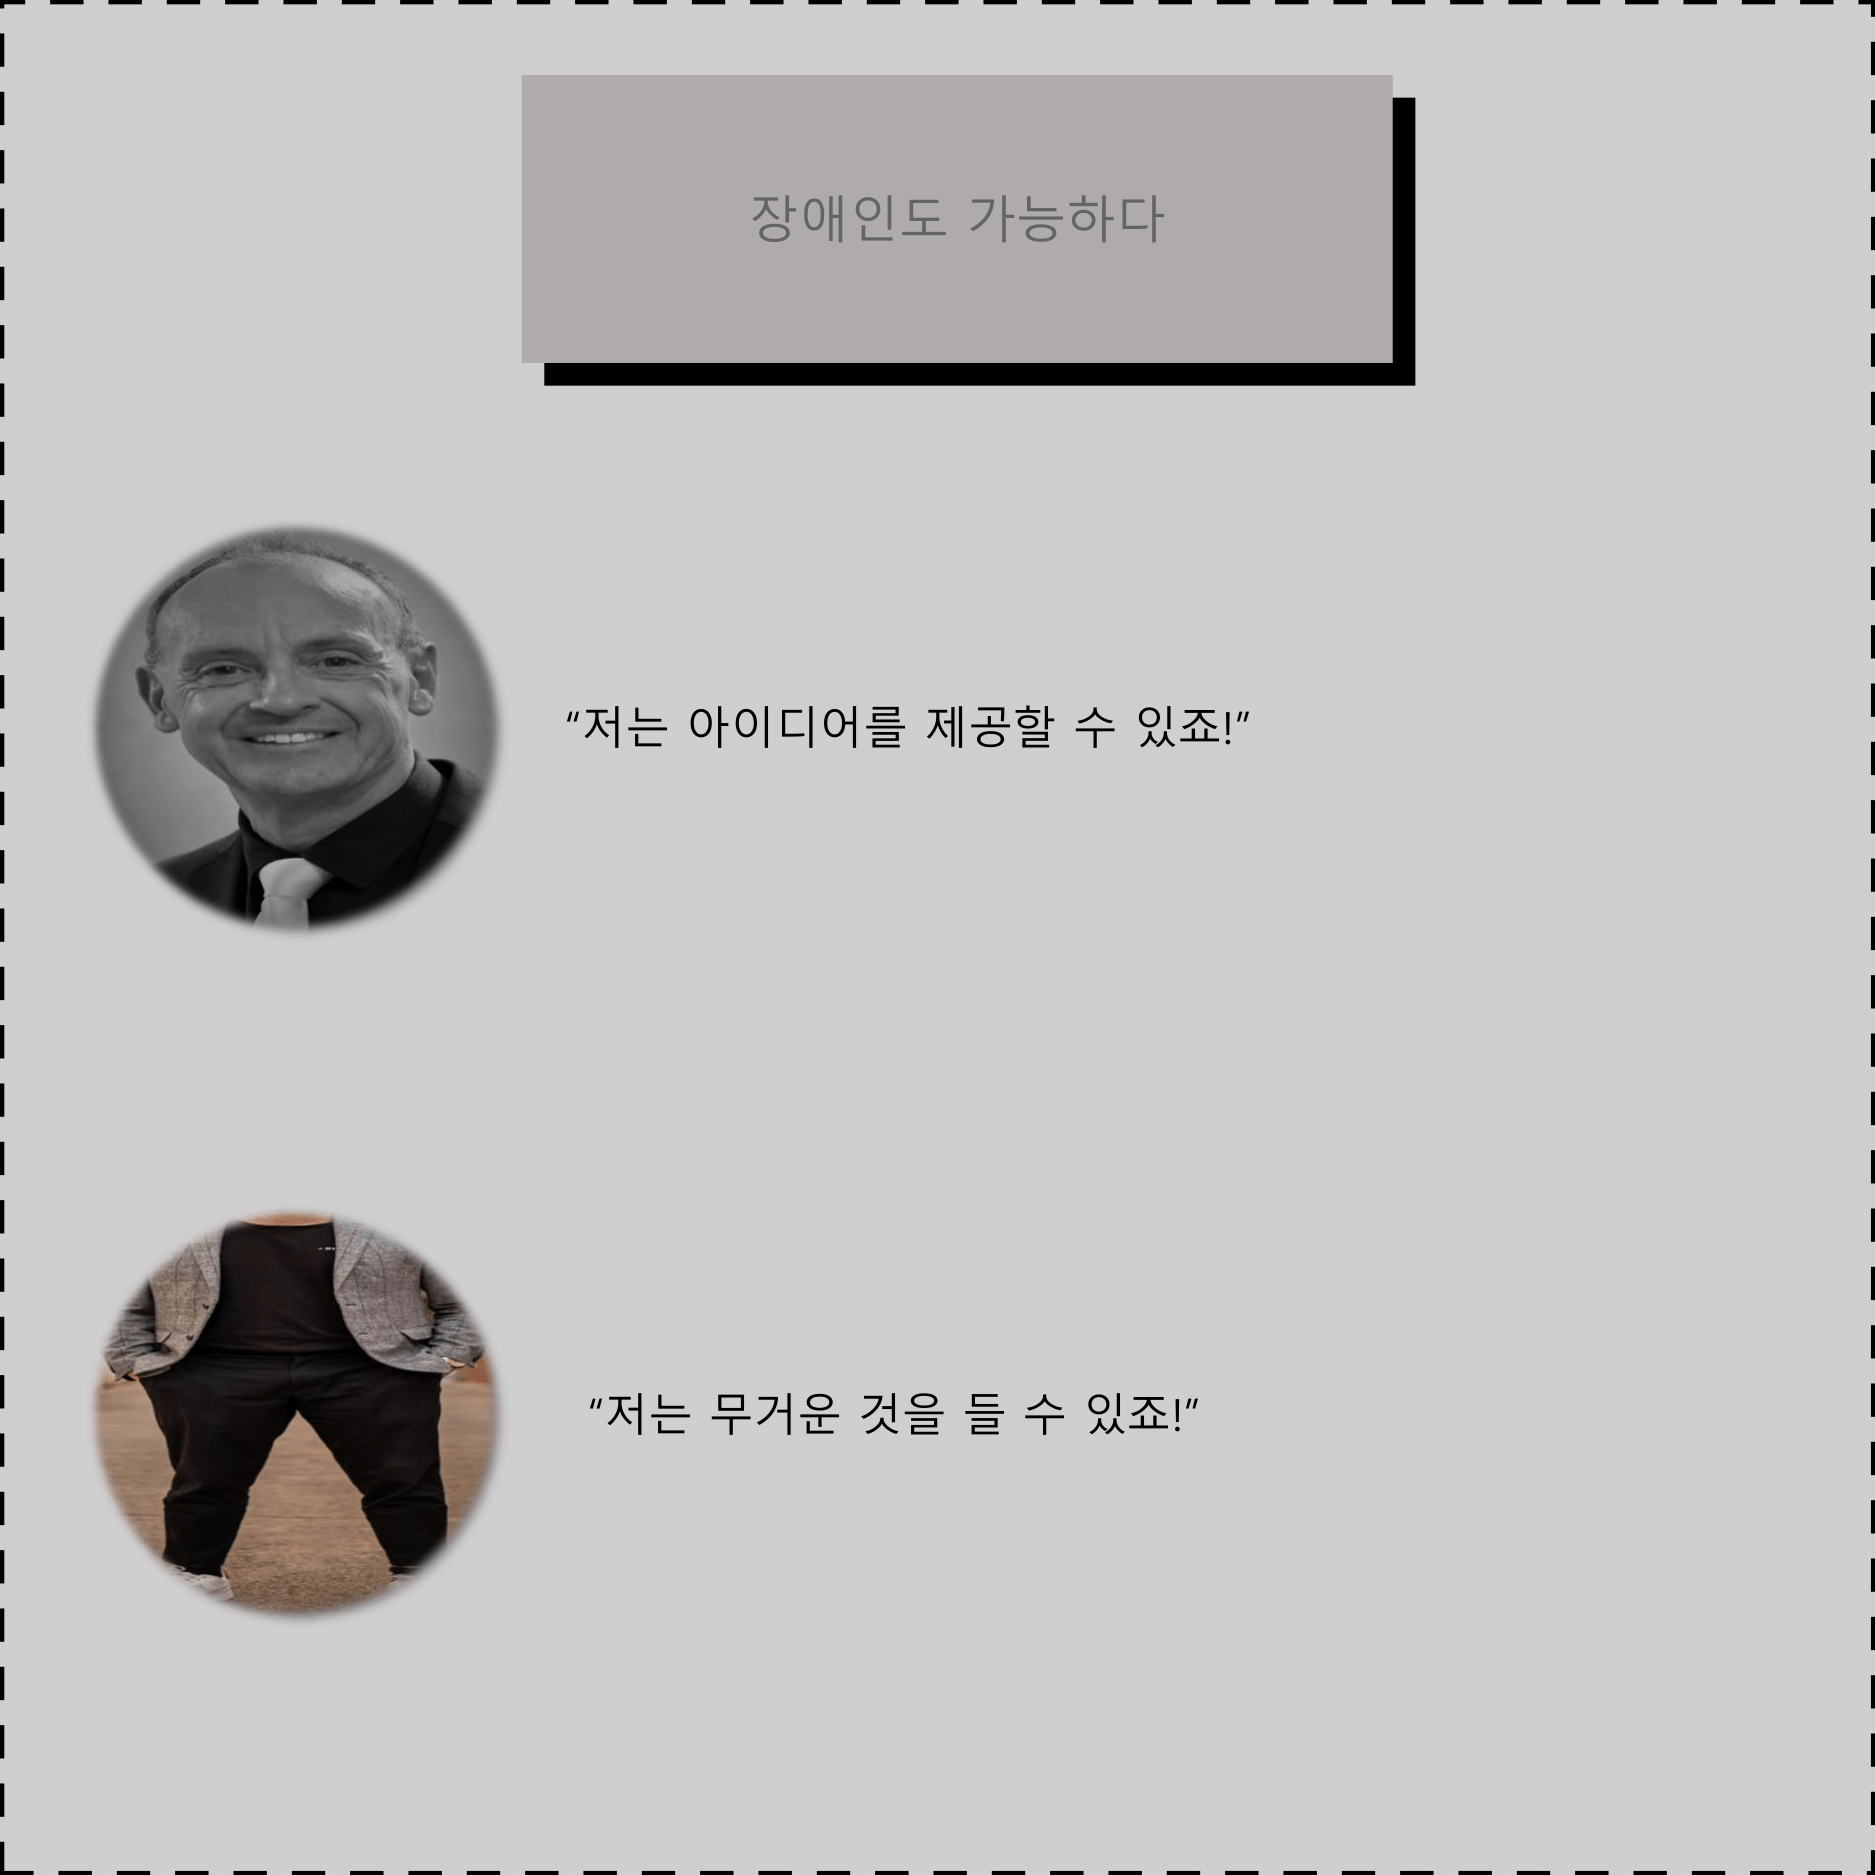 장애인도 가능하다
“저는 아이디어를 제공할 수 있죠!”
“저는 무거운 것을 들 수 있죠!”